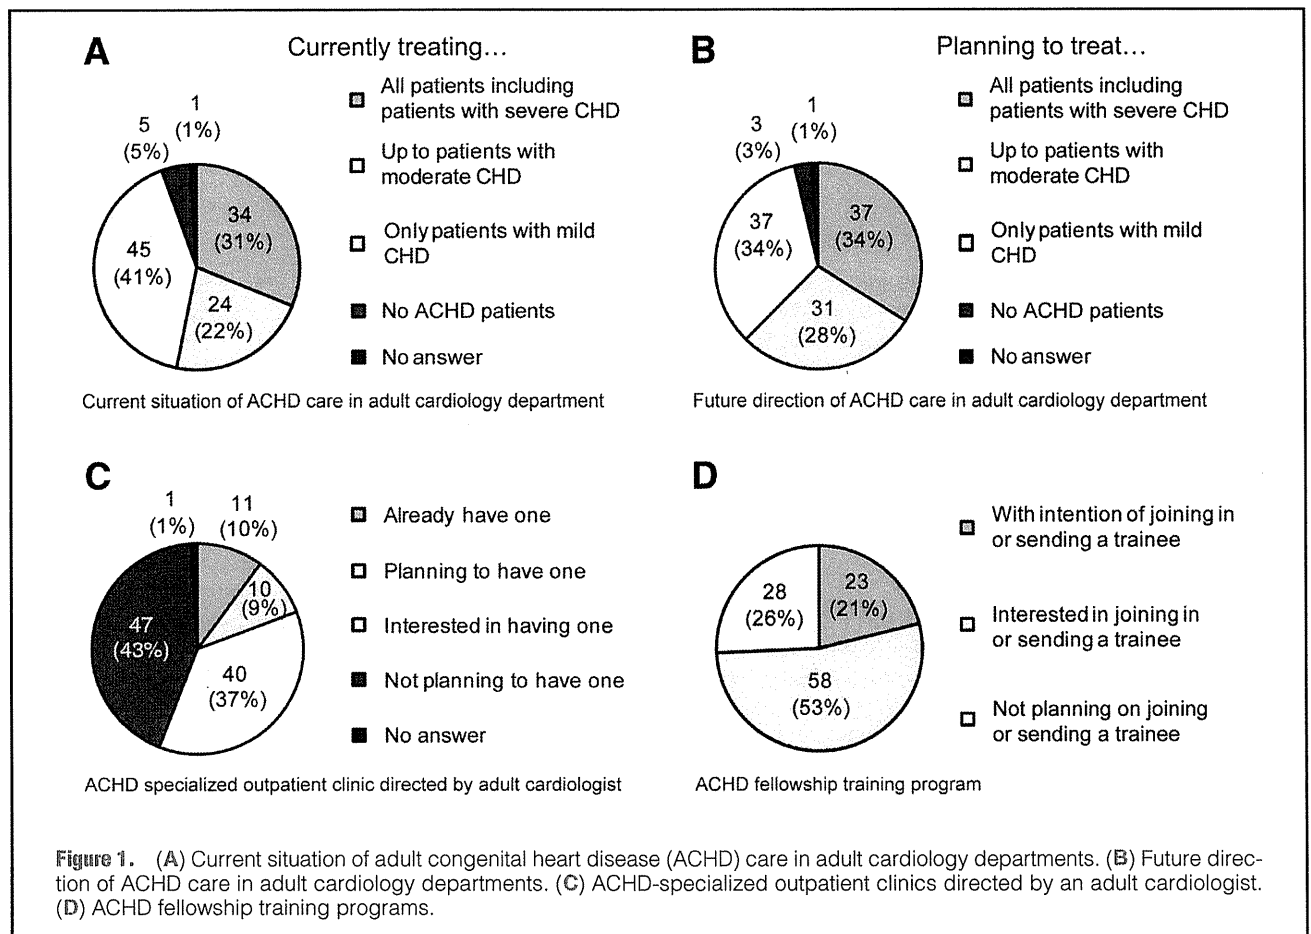 A
Currently treating...
1
(1%)
5
(5%)
34
(31%)
45
(41%)
24
(22%)
All patients including
patients with severe CHD
Up to patients with
moderate CHD
Only patients with mild
CHD
No ACHD patients
No answer
Current situation of ACHD care in adult cardiology department
B
Planning to treat...
1
(1%)
3
(3%)
37
(34%)
37
(34%)
31
(28%)
All patients including
patients with severe CHD
Up to patients with
moderate CHD
Only patients with mild
CHD
No ACHD patients
No answer
Future direction of ACHD care in adult cardiology department
C
1
(1%)
11
(10%)
10
(9%)
47
(43%)
40
(37%)
Already have one
Planning to have one
Interested in having one
Not planning to have one
No answer
ACHD specialized outpatient clinic directed by adult cardiologist
D
28
(26%)
23
(21%)
58
(53%)
With intention of joining in
or sending a trainee
Interested in joining in
or sending a trainee
Not planning on joining
or sending a trainee
ACHD fellowship training program
Figure 1. (A) Current situation of adult congenital heart disease (ACHD) care in adult cardiology departments. (B) Future direc-
tion of ACHD care in adult cardiology departments. (C) ACHD-specialized outpatient clinics directed by an adult cardiologist.
(D) ACHD fellowship training programs.